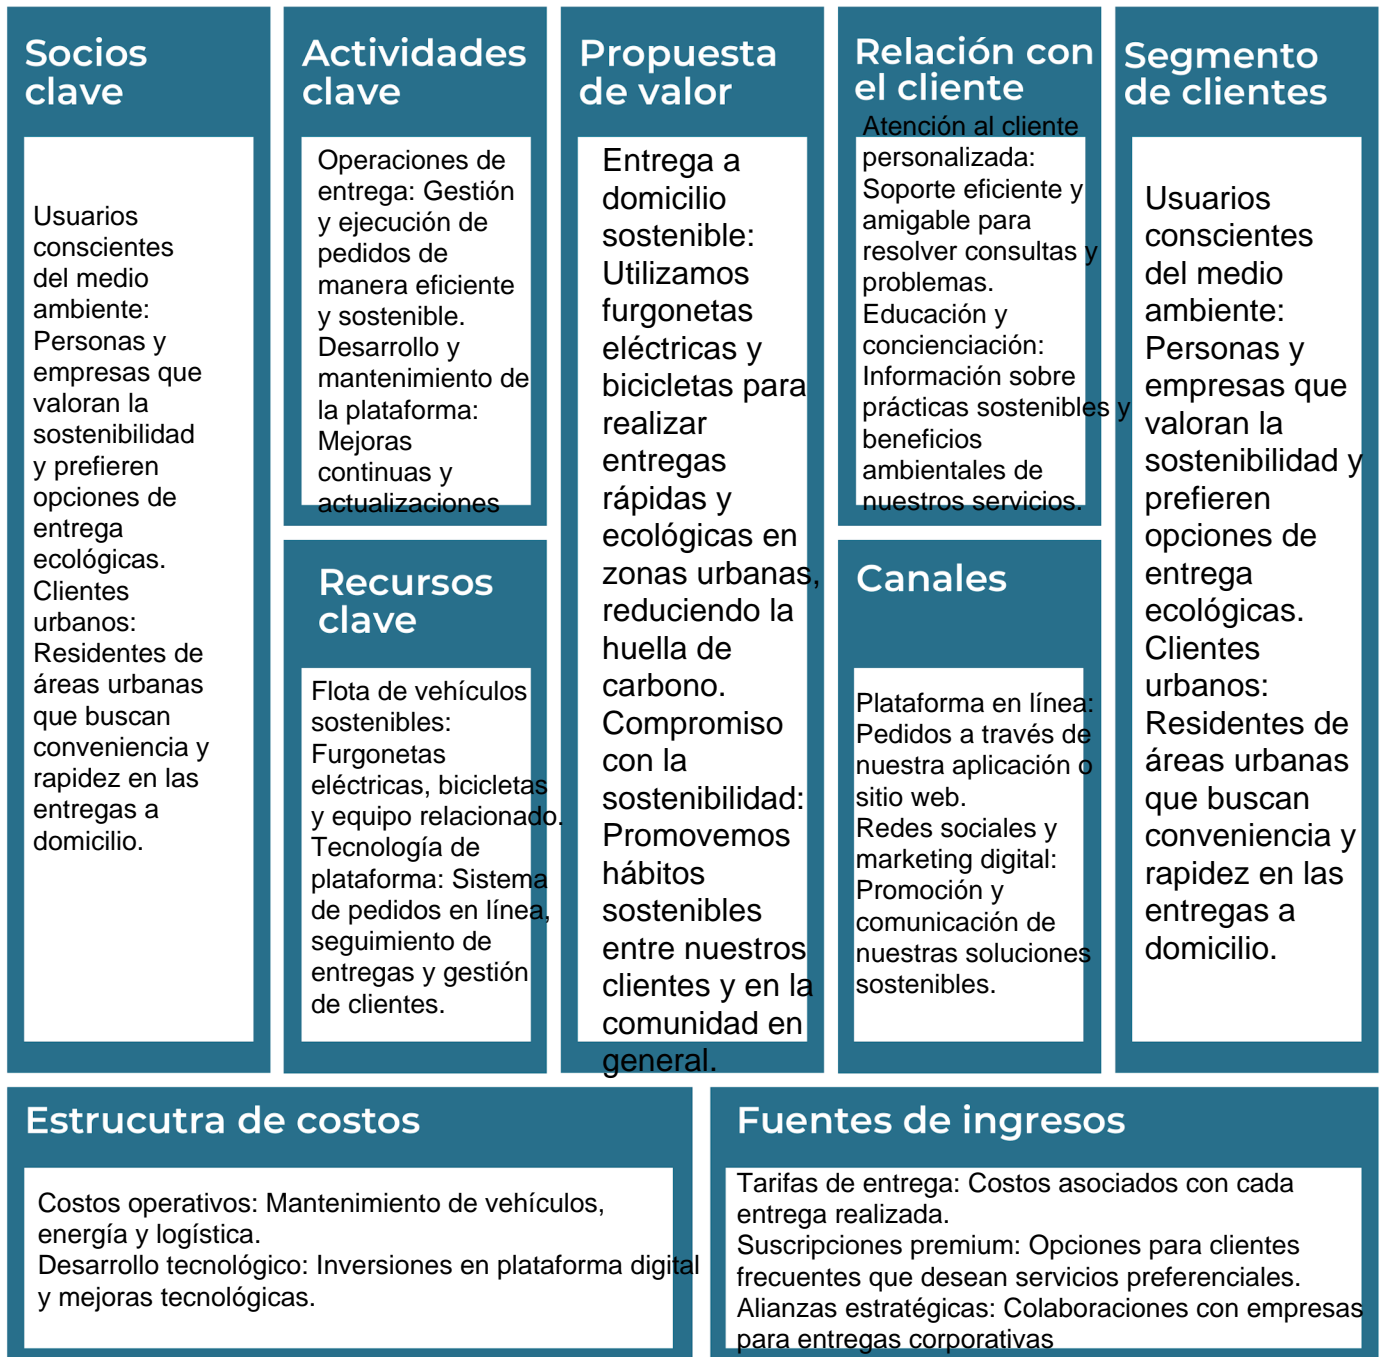 Socios
clave
Usuarios
conscientes
del medio
ambiente:
Personas y
empresas que
valoran la
sostenibilidad
y prefieren
opciones de
entrega
ecológicas.
Clientes
urbanos:
Residentes de
áreas urbanas
que buscan
conveniencia y
rapidez en las
entregas a
domicilio.
Actividades
clave
Operaciones de
entrega: Gestión
y ejecución de
pedidos de
manera eficiente
y sostenible.
Desarrollo y
mantenimiento de
la plataforma:
Mejoras
continuas y
actualizaciones
Recursos
clave
Flota de vehículos
sostenibles:
Furgonetas
eléctricas, bicicletas
y equipo relacionado.
Tecnología de
plataforma: Sistema
de pedidos en línea,
seguimiento de
entregas y gestión
de clientes.
Propuesta
de valor
Entrega a
domicilio
sostenible:
Utilizamos
furgonetas
eléctricas y
bicicletas para
realizar
entregas
rápidas y
ecológicas en
zonas urbanas,
reduciendo la
huella de
carbono.
Compromiso
con la
sostenibilidad:
Promovemos
hábitos
sostenibles
entre nuestros
clientes y en la
comunidad en
general.
Relación con
el cliente
Atención al cliente
personalizada:
Soporte eficiente y
amigable para
resolver consultas y
problemas.
Educación y
concienciación:
Información sobre
prácticas sostenibles y
beneficios
ambientales de
nuestros servicios.
Canales
Plataforma en línea:
Pedidos a través de
nuestra aplicación o
sitio web.
Redes sociales y
marketing digital:
Promoción y
comunicación de
nuestras soluciones
sostenibles.
Segmento
de clientes
Usuarios
conscientes
del medio
ambiente:
Personas y
empresas que
valoran la
sostenibilidad y
prefieren
opciones de
entrega
ecológicas.
Clientes
urbanos:
Residentes de
áreas urbanas
que buscan
conveniencia y
rapidez en las
entregas a
domicilio.
Estrucutra de costos
Costos operativos: Mantenimiento de vehículos,
energía y logística.
Desarrollo tecnológico: Inversiones en plataforma digital
y mejoras tecnológicas.
Fuentes de ingresos
Tarifas de entrega: Costos asociados con cada
entrega realizada.
Suscripciones premium: Opciones para clientes
frecuentes que desean servicios preferenciales.
Alianzas estratégicas: Colaboraciones con empresas
para entregas corporativas